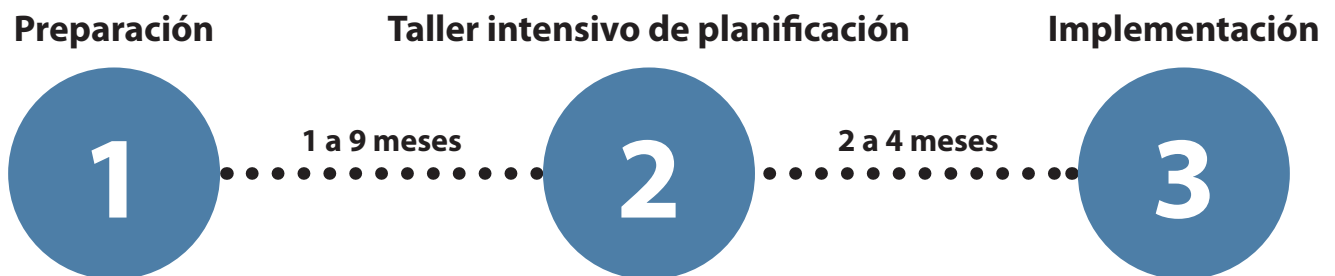 Preparación
Taller intensivo de planificación
Implementación
1
1 a 9 meses
2
2 a 4 meses
3